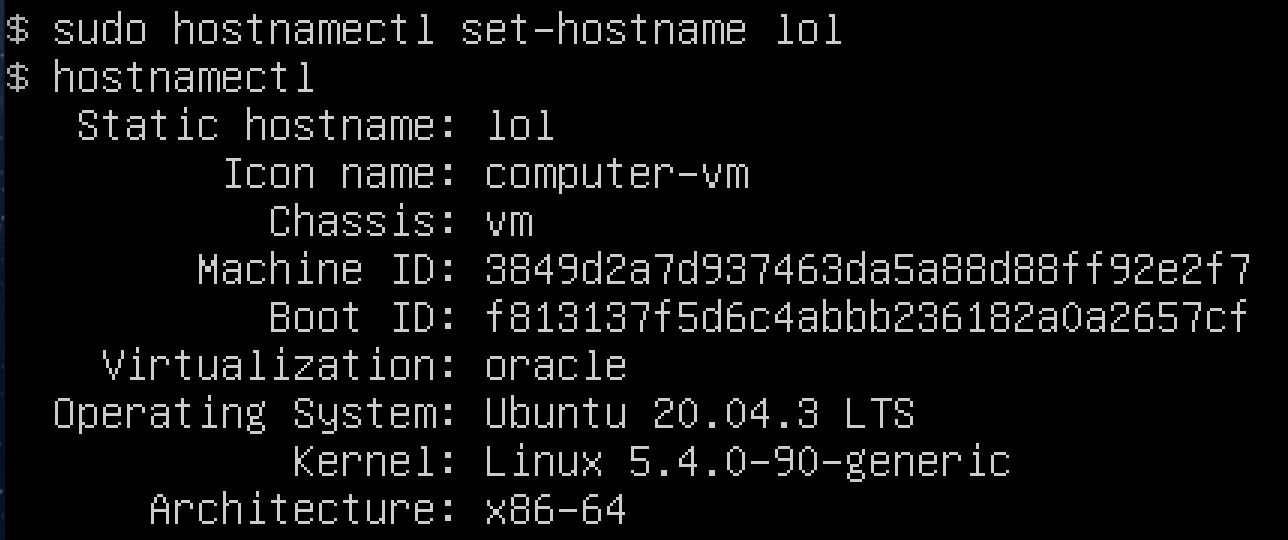 $ sudo hostnamectl set-hostname lol
$ hostnamectl
Static hostname: lol
Icon name: computer-vm
Chassis: vm
Machine ID: 3849d2a7d937463da5a88d88ff92e2f7
Boot ID: f813137f5d6c4abbb236182a0a2657cf
Virtualization: oracle
Operating System: Ubuntu 20.04.3 LTS
Kernel: Linux 5.4.0-90-generic
Architecture: x86-64